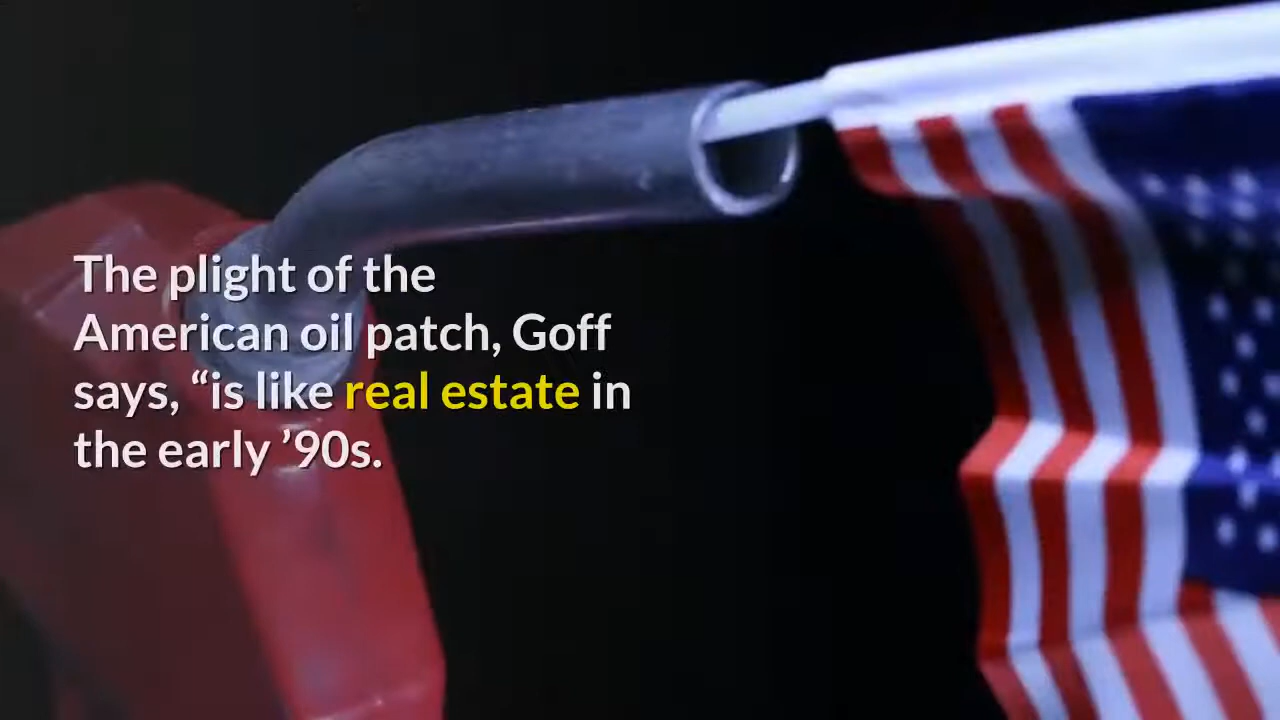 The plight of the
American oil patch, Goff
says, “is like real estate in
the early ’90s.